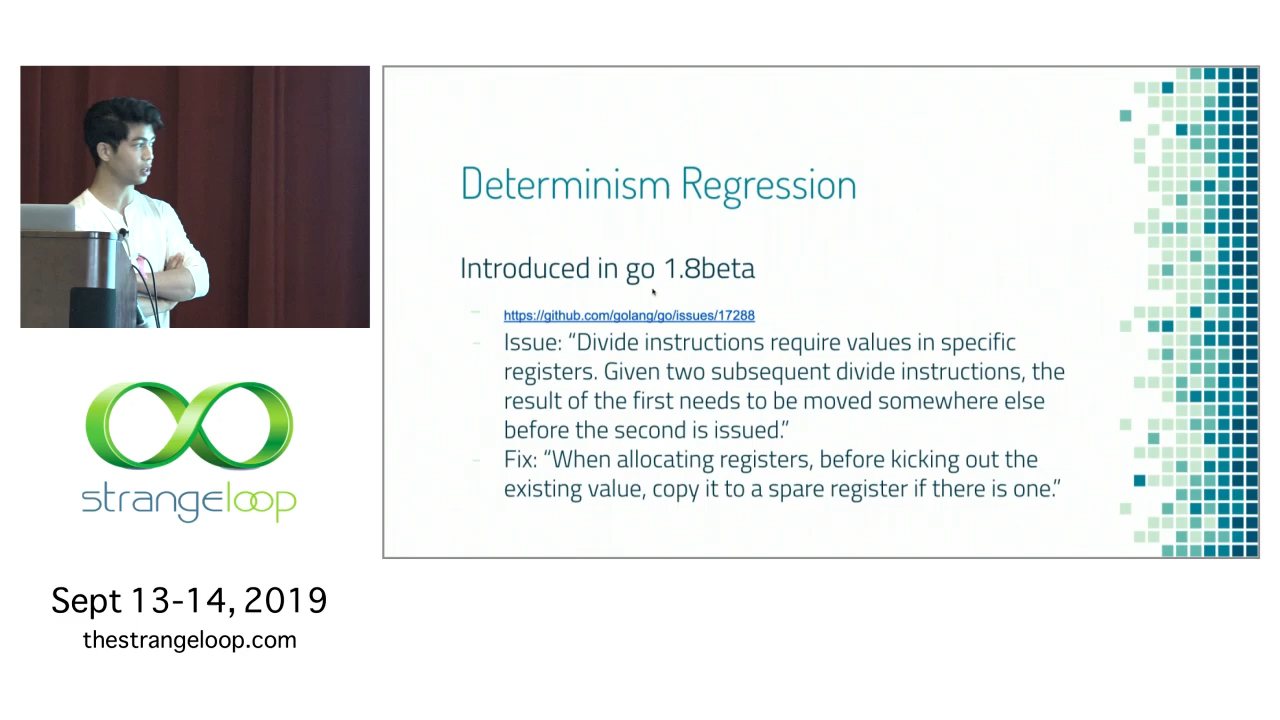 Determinism Regression
Introduced in go 1.8beta
- https://github.com/golang/go/issues/17288
- Issue: “Divide instructions require values in specific
registers. Given two subsequent divide instructions, the
result of the first needs to be moved somewhere else
before the second is issued.”
- Fix: “When allocating registers, before kicking out the
existing value, copy it to a spare register if there is one.”
strangeloop
Sept 13-14, 2019
thestrangeloop.com